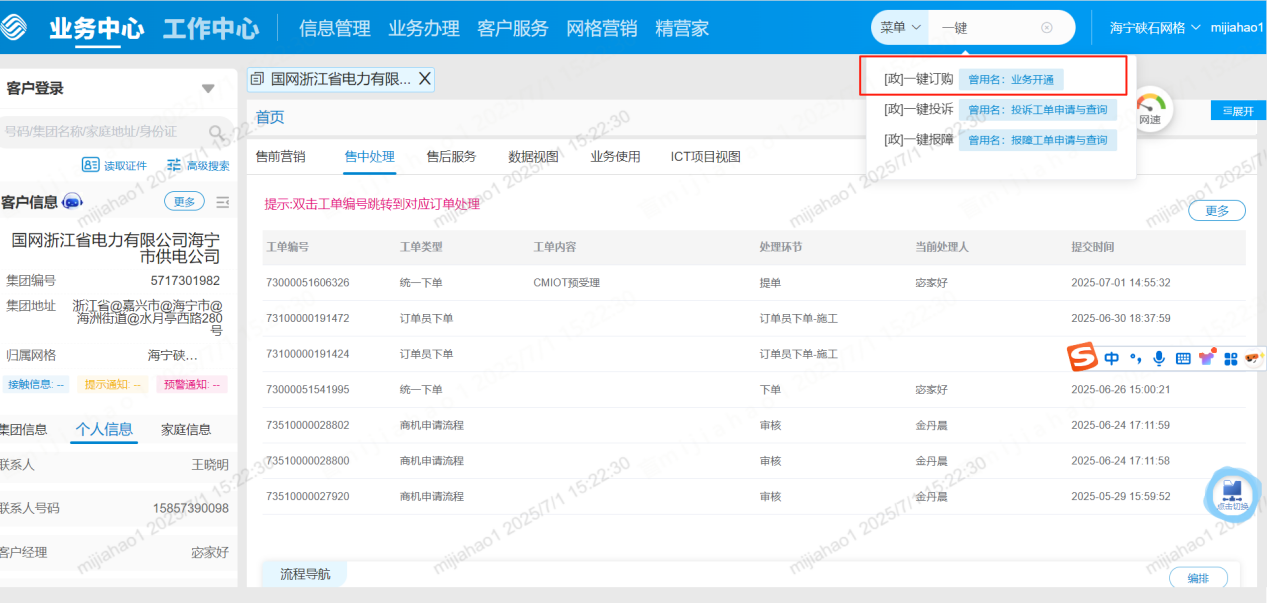 业务中心 工作中心 信息管理 业务办理 客户服务 网格营销 精营家 菜单 一键 海宁硖石网格 mijiahao1
客户登录
号码/集团名称/家庭地址/身份证
读取证件 高级搜索
客户信息 更多
国网浙江省电力有限公司海宁
市供电公司
集团编号 5717301982
集团地址 浙江省@嘉兴市@海宁市@
海洲街道@水月亭西路280
号
归属网格 海宁硖...
接触信息: -- 提示通知: -- 预警通知: --
集团信息 个人信息 家庭信息
联系人 王晓明
联系人号码 15857390098
客户经理 宓家好
国网浙江省电力有限... X
[政]一键订购 曾用名：业务开通
[政]一键投诉 曾用名：投诉工单申请与查询
[政]一键报障 曾用名：报障工单申请与查询
网速
展开
首页
售前营销 售中处理 售后服务 数据视图 业务使用 ICT项目视图
提示:双击工单编号跳转到对应订单处理
更多
工单编号 工单类型 工单内容 处理环节 当前处理人 提交时间
73000051606326 统一下单 CMIOT预受理 提单 宓家好 2025-07-01 14:55:32
73100000191472 订单员下单 订单员下单-施工 2025-06-30 18:37:59
73100000191424 订单员下单 订单员下单-施工
中
73000051541995 统一下单 下单 宓家好 2025-06-26 15:00:21
73510000028802 商机申请流程 审核 金丹晨 2025-06-24 17:11:59
73510000028800 商机申请流程 审核 金丹晨 2025-06-24 17:11:58
73510000027920 商机申请流程 审核 金丹晨 2025-05-29 15:59:52
点击切换
流程导航
编排
mijiahao1 2025/7/1 15:22:30